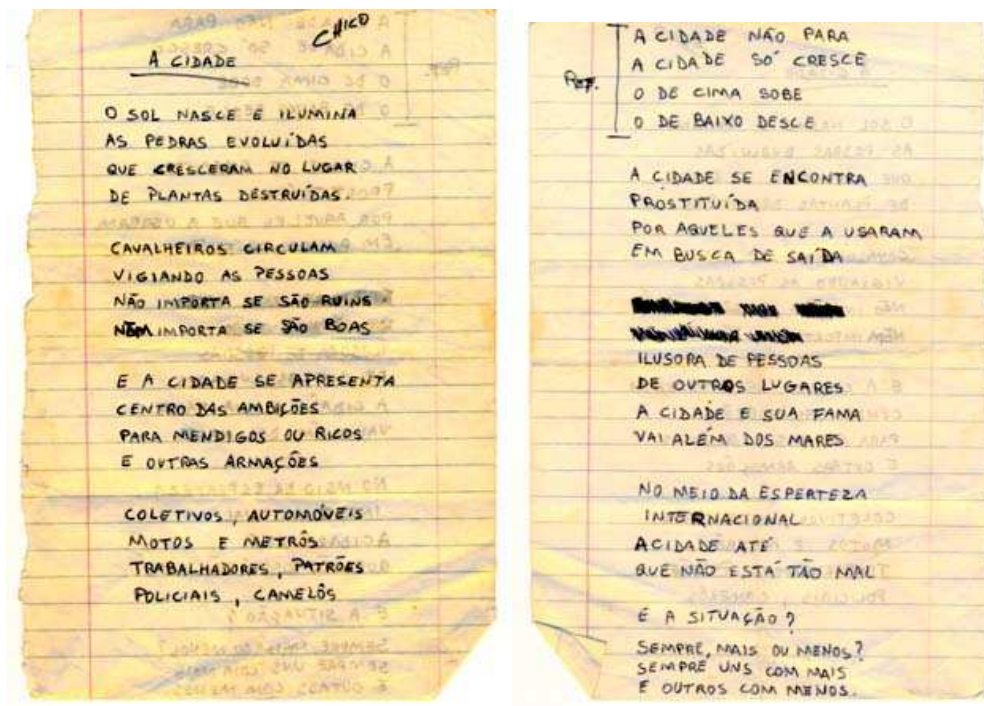 CHICO
A CIDADE
O SOL NASCE E ILUMINA
AS PEDRAS EVOLUÍDAS
QUE CRESCERAM NO LUGAR
DE PLANTAS DESTRUÍDAS.
CAVALHEIROS CIRCULAM
VIGIANDO AS PESSOAS
NÃO IMPORTA SE SÃO RUINS
NEM IMPORTA SE SÃO BOAS
E A CIDADE SE APRESENTA
CENTRO DAS AMBIÇÕES
PARA MENDIGOS OU RICOS
E OUTRAS ARMAÇÕES
COLETIVOS, AUTOMÓVEIS
MOTOS E METRÔS
TRABALHADORES, PATRÕES
POLICIAIS, CAMELÔS
A CIDADE NÃO PARA
A CIDADE SÓ CRESCE
O DE CIMA SOBE
O DE BAIXO DESCE
A CIDADE SE ENCONTRA
PROSTITUÍDA
POR AQUELES QUE A USARAM
EM BUSCA DE SAÍDA
ILUSORA DE PESSOAS
DE OUTROS LUGARES
A CIDADE E SUA FAMA
VAI ALÉM DOS MARES
NO MEIO DA ESPERTEZA
INTERNACIONAL
A CIDADE ATÉ
QUE NÃO ESTÁ TÃO MAL
E A SITUAÇÃO?
SEMPRE, MAIS OU MENOS?
SEMPRE UNS COM MAIS
E OUTROS COM MENOS.